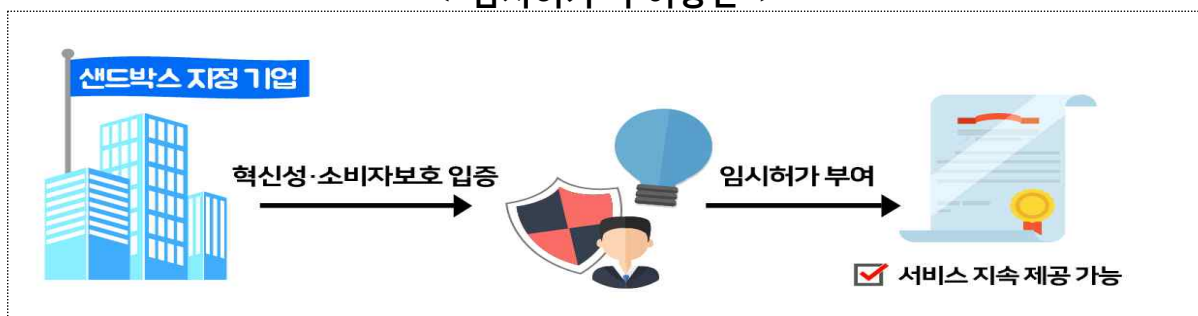 샌드박스 지정 기업
혁신성·소비자보호 입증
임시허가 부여
서비스 지속 제공 가능